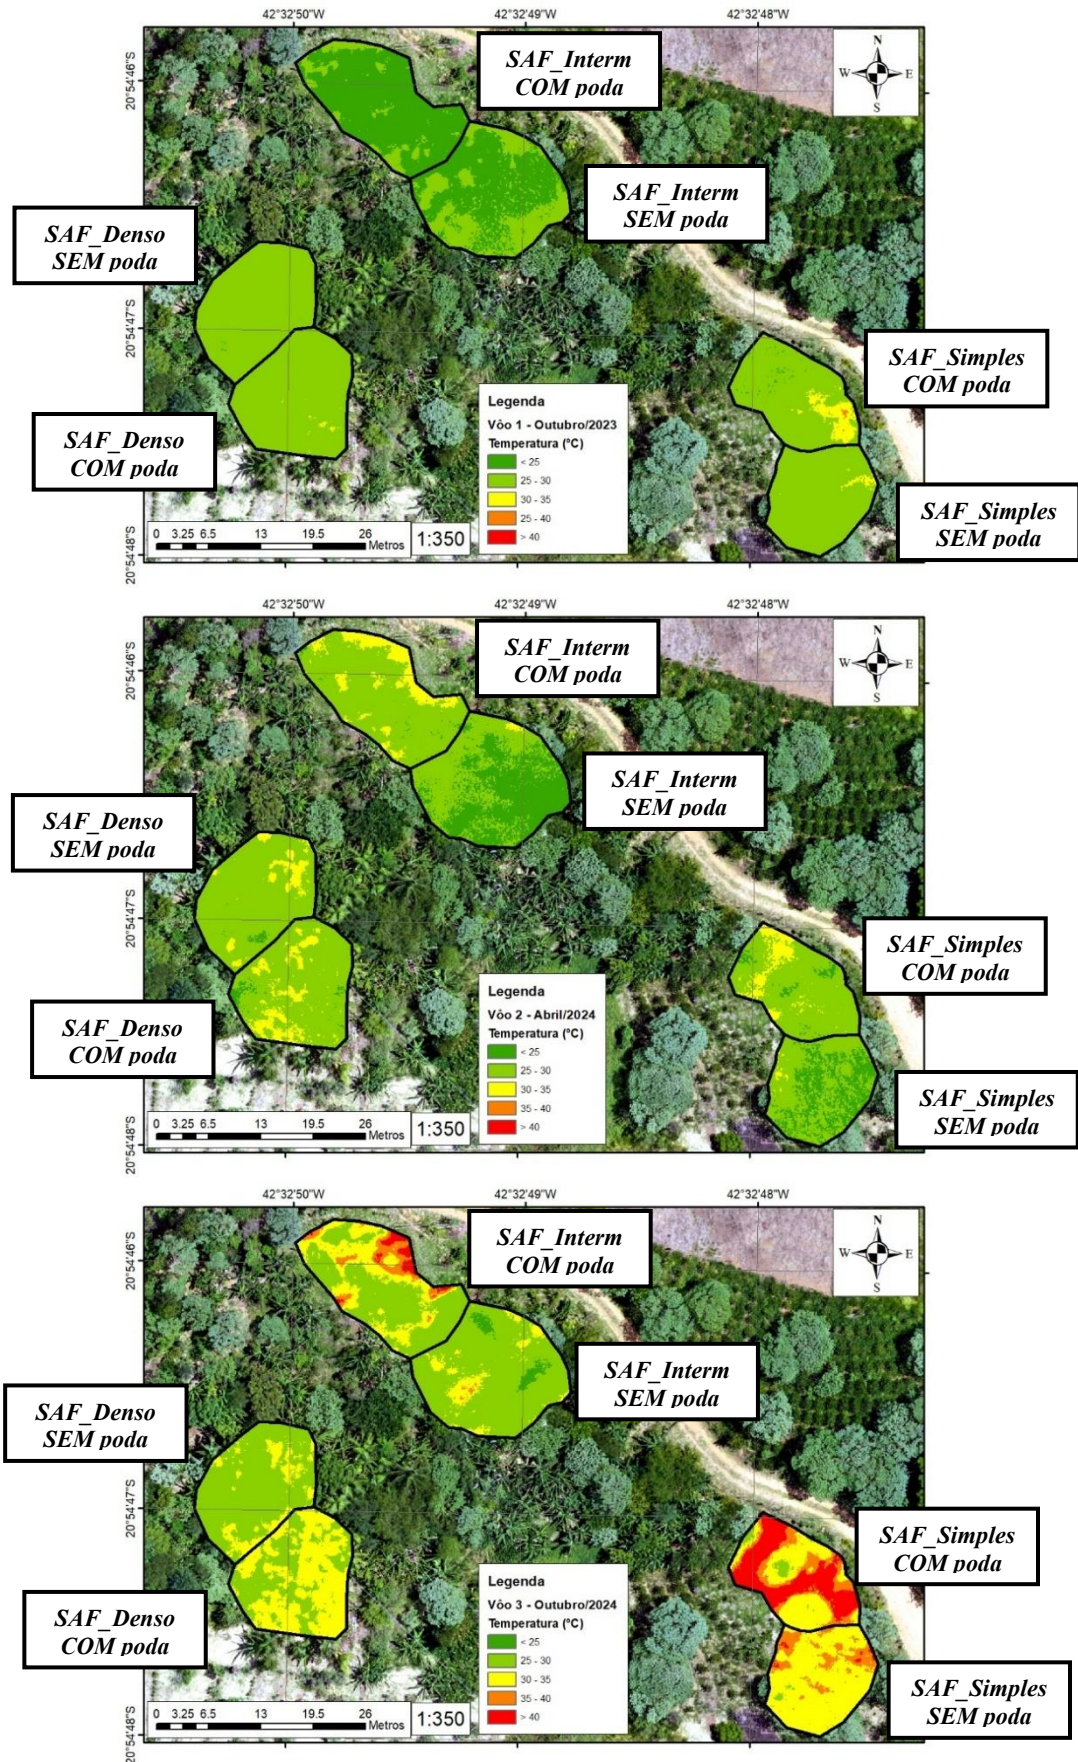 42°32'50"W 42°32'49"W 42°32'48"W
20°54'46"S
20°54'47"S
20°54'48"S
SAF_Interm
COM poda
SAF_Interm
SEM poda
SAF_Denso
SEM poda
SAF_Denso
COM poda
SAF_Simples
COM poda
SAF_Simples
SEM poda
N
W E
S
Legenda
Vôo 1 - Outubro/2023
Temperatura (°C)
< 25
25 - 30
30 - 35
25 - 40
> 40
0 3.25 6.5 13 19.5 26
Metros
1:350
42°32'50"W 42°32'49"W 42°32'48"W
20°54'46"S
20°54'47"S
20°54'48"S
SAF_Interm
COM poda
SAF_Interm
SEM poda
SAF_Denso
SEM poda
SAF_Denso
COM poda
SAF_Simples
COM poda
SAF_Simples
SEM poda
N
W E
S
Legenda
Vôo 2 - Abril/2024
Temperatura (°C)
< 25
25 - 30
30 - 35
35 - 40
> 40
0 3.25 6.5 13 19.5 26
Metros
1:350
42°32'50"W 42°32'49"W 42°32'48"W
20°54'46"S
20°54'47"S
20°54'48"S
SAF_Interm
COM poda
SAF_Interm
SEM poda
SAF_Denso
SEM poda
SAF_Denso
COM poda
SAF_Simples
COM poda
SAF_Simples
SEM poda
N
W E
S
Legenda
Vôo 3 - Outubro/2024
Temperatura (°C)
< 25
25 - 30
30 - 35
35 - 40
> 40
0 3.25 6.5 13 19.5 26
Metros
1:350